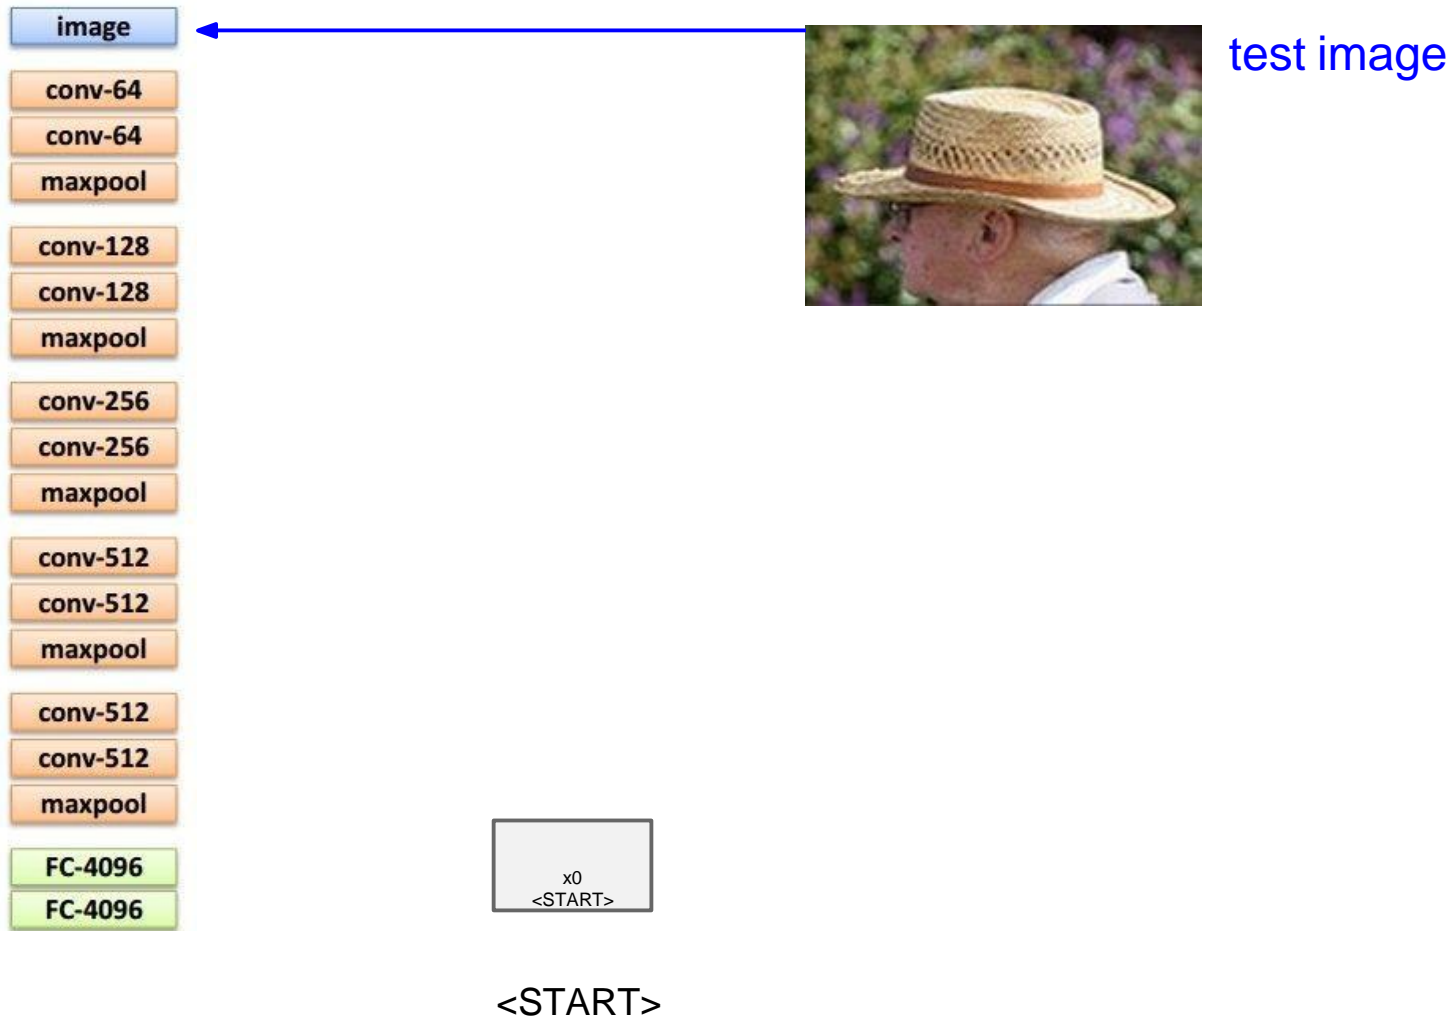 image
test image
conv-64
conv-64
maxpool
conv-128
conv-128
maxpool
conv-256
conv-256
maxpool
conv-512
conv-512
maxpool
conv-512
conv-512
maxpool
FC-4096
FC-4096
x0
<START>
<START>